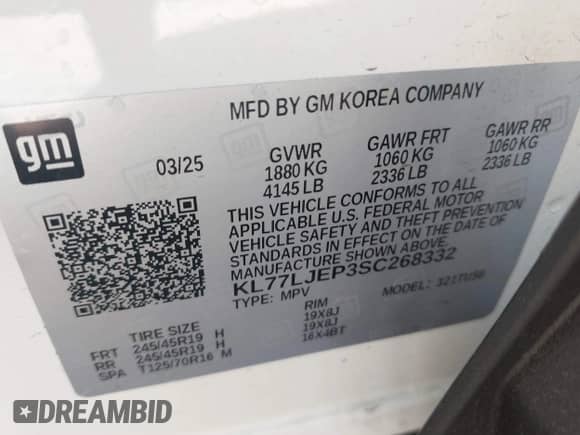 gm
MFD BY GM KOREA COMPANY
03/25
GVWR
1880 KG
4145 LB
GAWR FRT
1060 KG
2336 LB
GAWR RR
1060 KG
2336 LB
THIS VEHICLE CONFORMS TO ALL
APPLICABLE U.S. FEDERAL MOTOR
VEHICLE SAFETY AND THEFT PREVENTION
STANDARDS IN EFFECT ON THE DATE OF
MANUFACTURE SHOWN ABOVE.
KL77LJEP3SC268332
TYPE: MPV
MODEL:
TIRE SIZE RIM
FRT 245/45R19 H 19X8J
RR 245/45R19 H 19X8J
SPA T125/70R16 M 16X4BT
DREAMBID